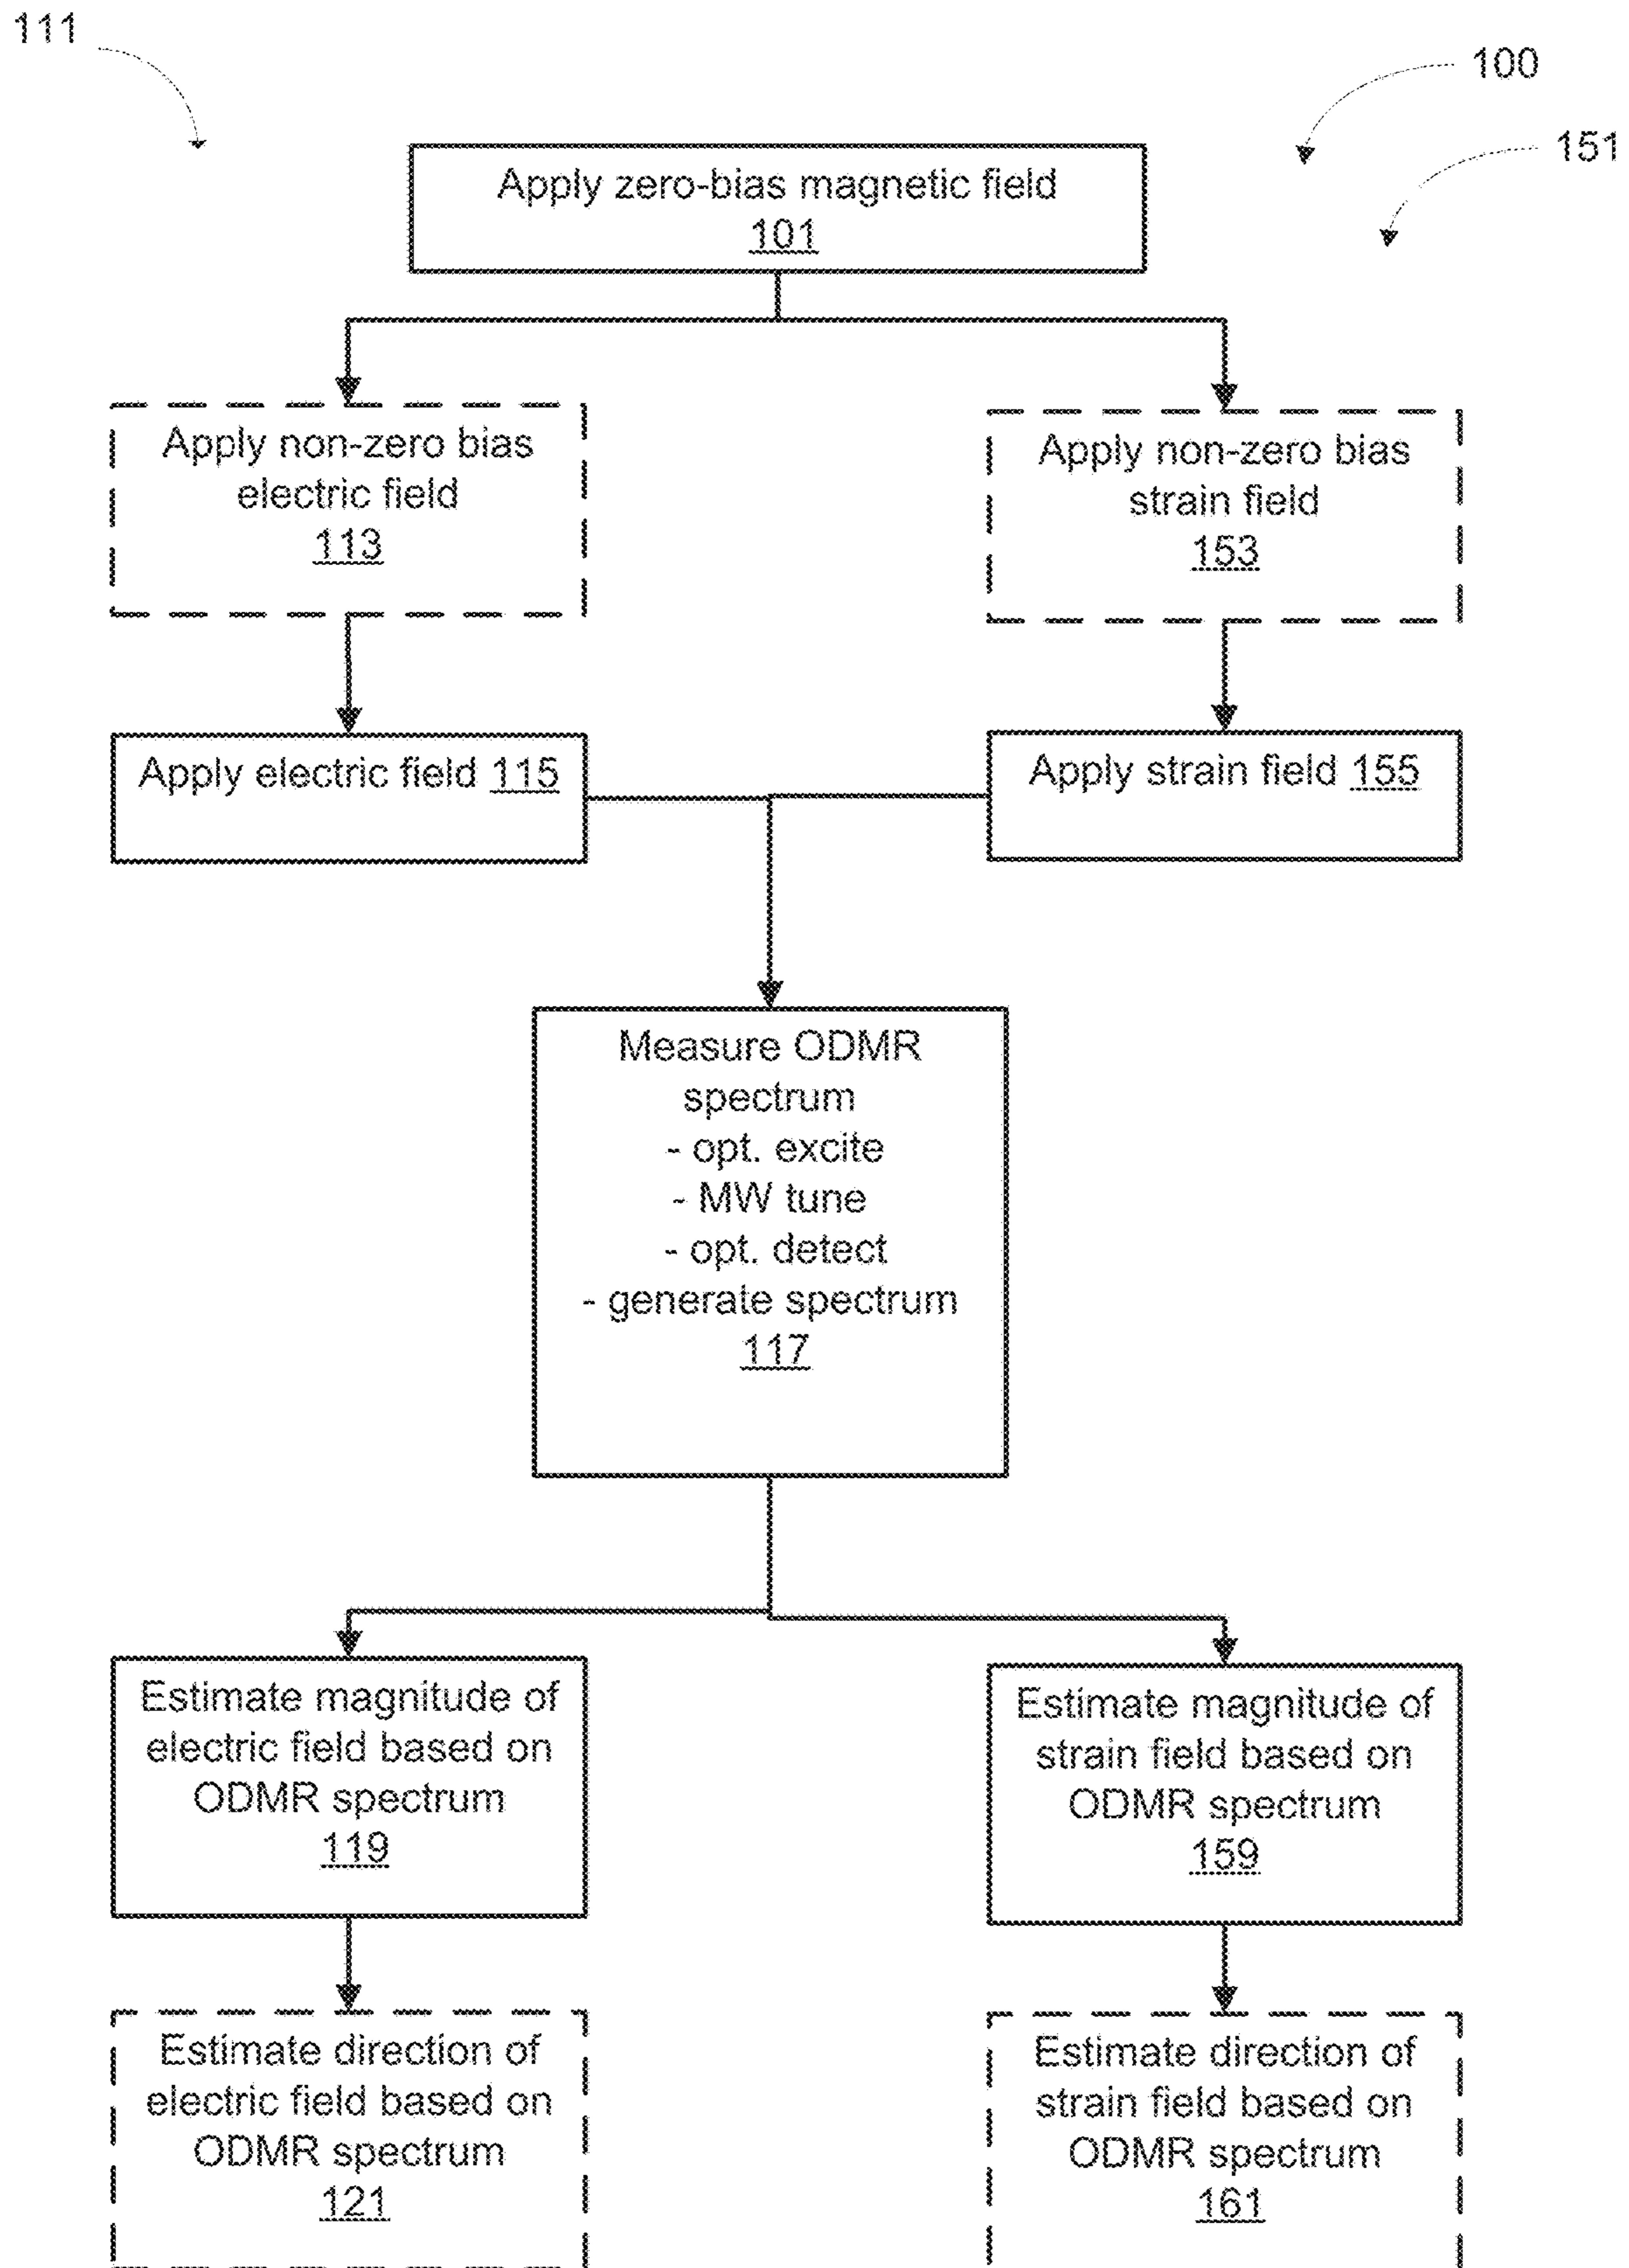 111
100
151
Apply zero-bias magnetic field
101
Apply non-zero bias
electric field
113
Apply non-zero bias
strain field
153
Apply electric field 115
Apply strain field 155
Measure ODMR
spectrum
- opt. excite
- MW tune
- opt. detect
- generate spectrum
117
Estimate magnitude of
electric field based on
ODMR spectrum
119
Estimate magnitude of
strain field based on
ODMR spectrum
159
Estimate direction of
electric field based on
ODMR spectrum
121
Estimate direction of
strain field based on
ODMR spectrum
161